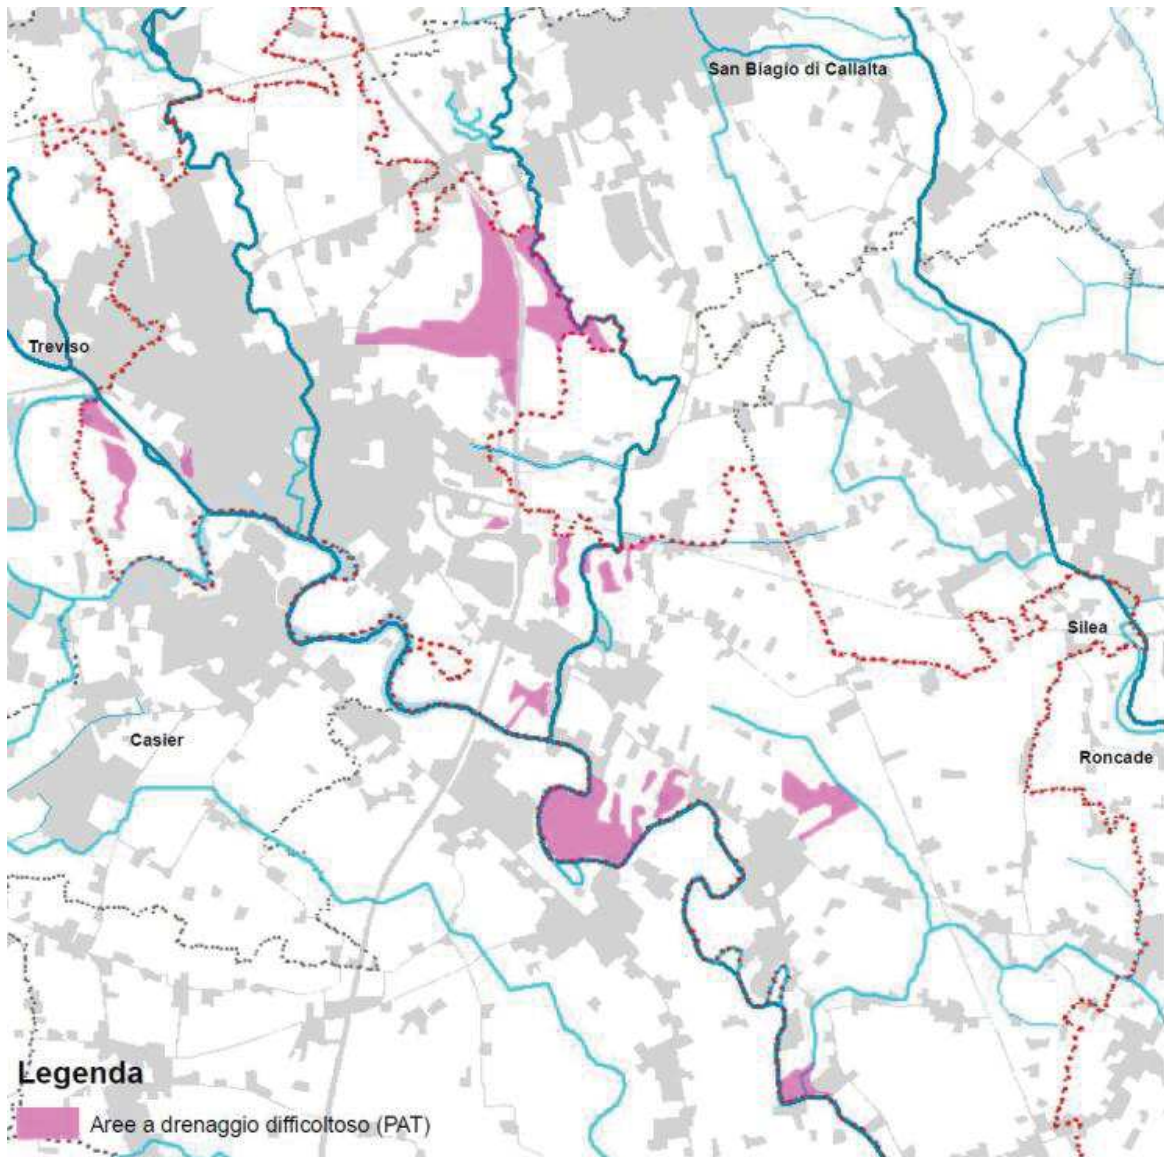 San Biagio di Callalta
Treviso
Silea
Casier
Roncade
Legenda
Aree a drenaggio difficoltoso (PAT)